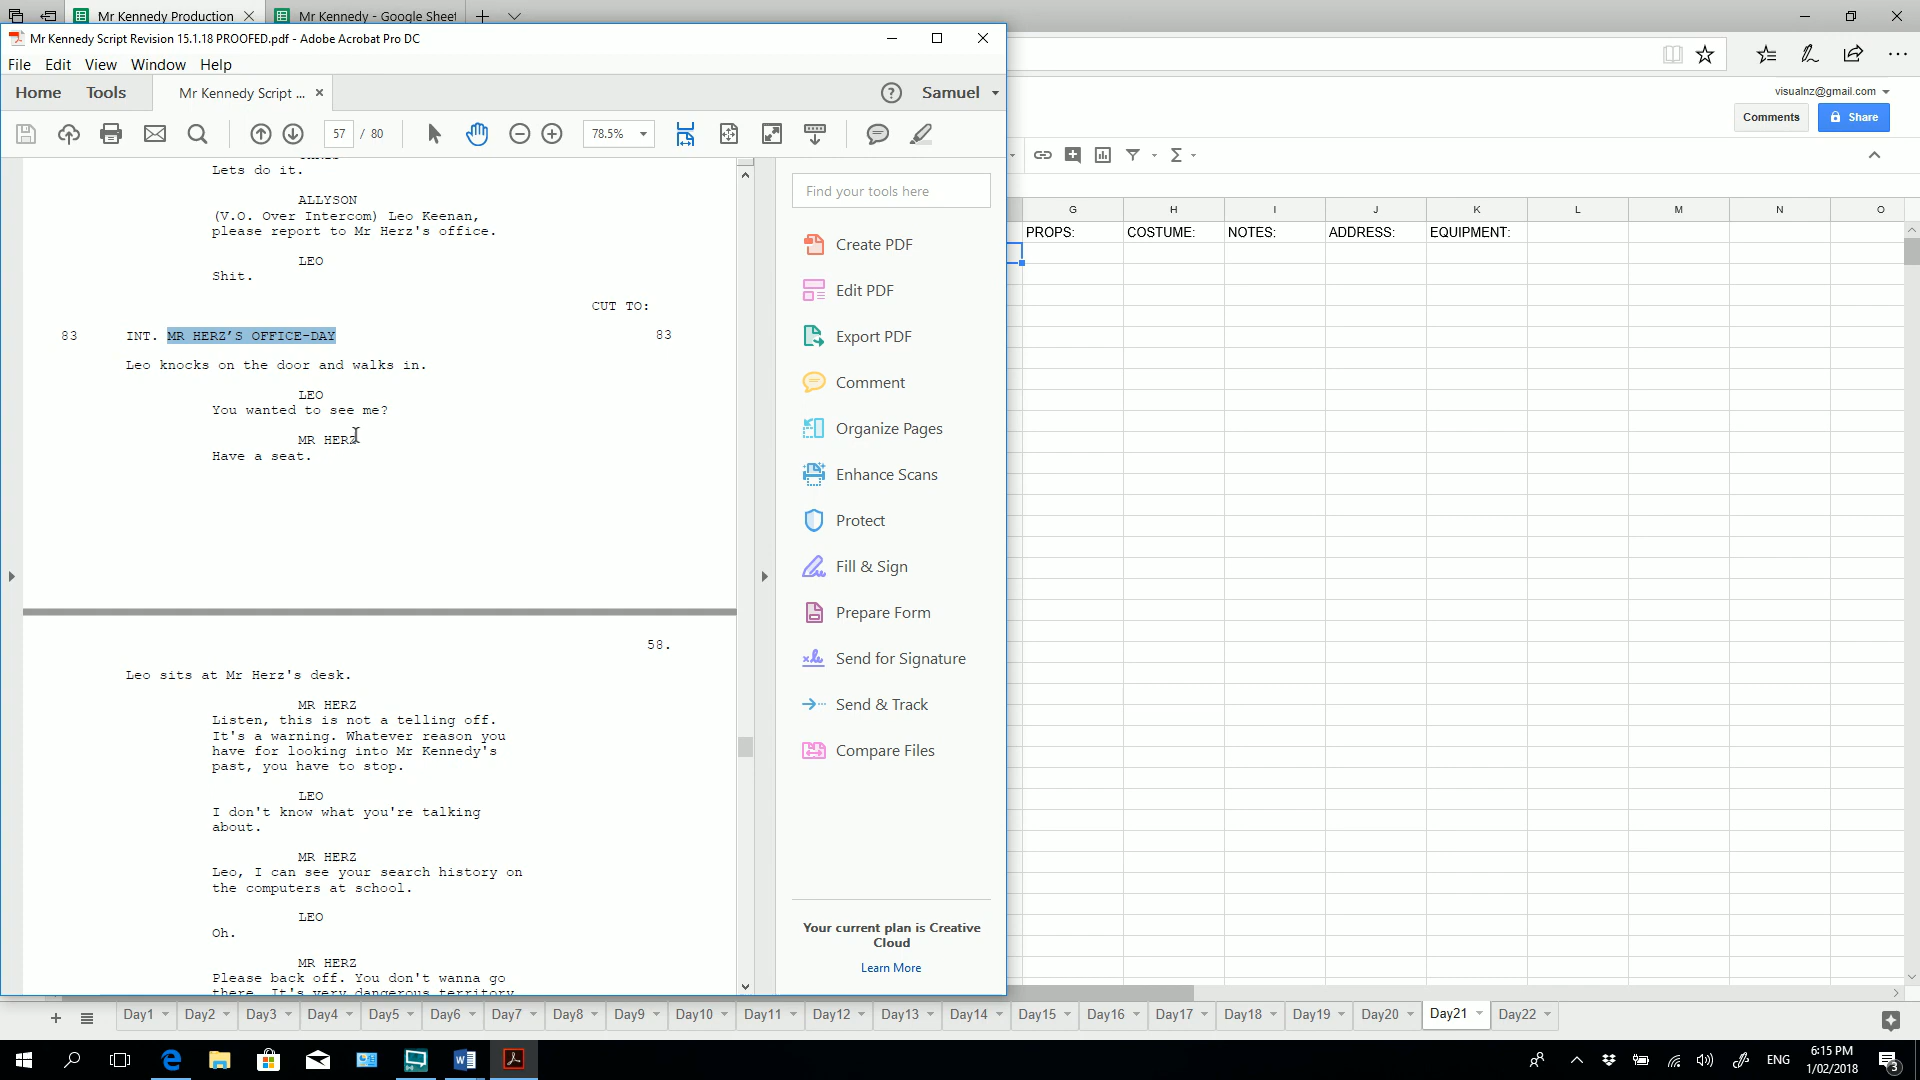 Mr Kennedy Production
Mr Kennedy - Google Sheet
Mr Kennedy Script Revision 15.1.18 PROOFED.pdf - Adobe Acrobat Pro DC
File Edit View Window Help
Home Tools Mr Kennedy Script ... Samuel
57 / 80 78.5%
Lets do it.
ALLYSON
(V.O. Over Intercom) Leo Keenan,
please report to Mr Herz's office.
LEO
Shit.
CUT TO:
83 INT. MR HERZ'S OFFICE-DAY 83
Leo knocks on the door and walks in.
LEO
You wanted to see me?
MR HERZ
Have a seat.
58.
Leo sits at Mr Herz's desk.
MR HERZ
Listen, this is not a telling off.
It's a warning. Whatever reason you
have for looking into Mr Kennedy's
past, you have to stop.
LEO
I don't know what you're talking
about.
MR HERZ
Leo, I can see your search history on
the computers at school.
LEO
Oh.
MR HERZ
Please back off. You don't wanna go
there. It's very dangerous territory
Find your tools here
Create PDF
Edit PDF
Export PDF
Comment
Organize Pages
Enhance Scans
Protect
Fill & Sign
Prepare Form
Send for Signature
Send & Track
Compare Files
Your current plan is Creative
Cloud
Learn More
visualnz@gmail.com
Comments Share
G H I J K L M N O
PROPS: COSTUME: NOTES: ADDRESS: EQUIPMENT:
Day1 Day2 Day3 Day4 Day5 Day6 Day7 Day8 Day9 Day10 Day11 Day12 Day13 Day14 Day15 Day16 Day17 Day18 Day19 Day20 Day21 Day22
ENG
6:15 PM
1/02/2018
3